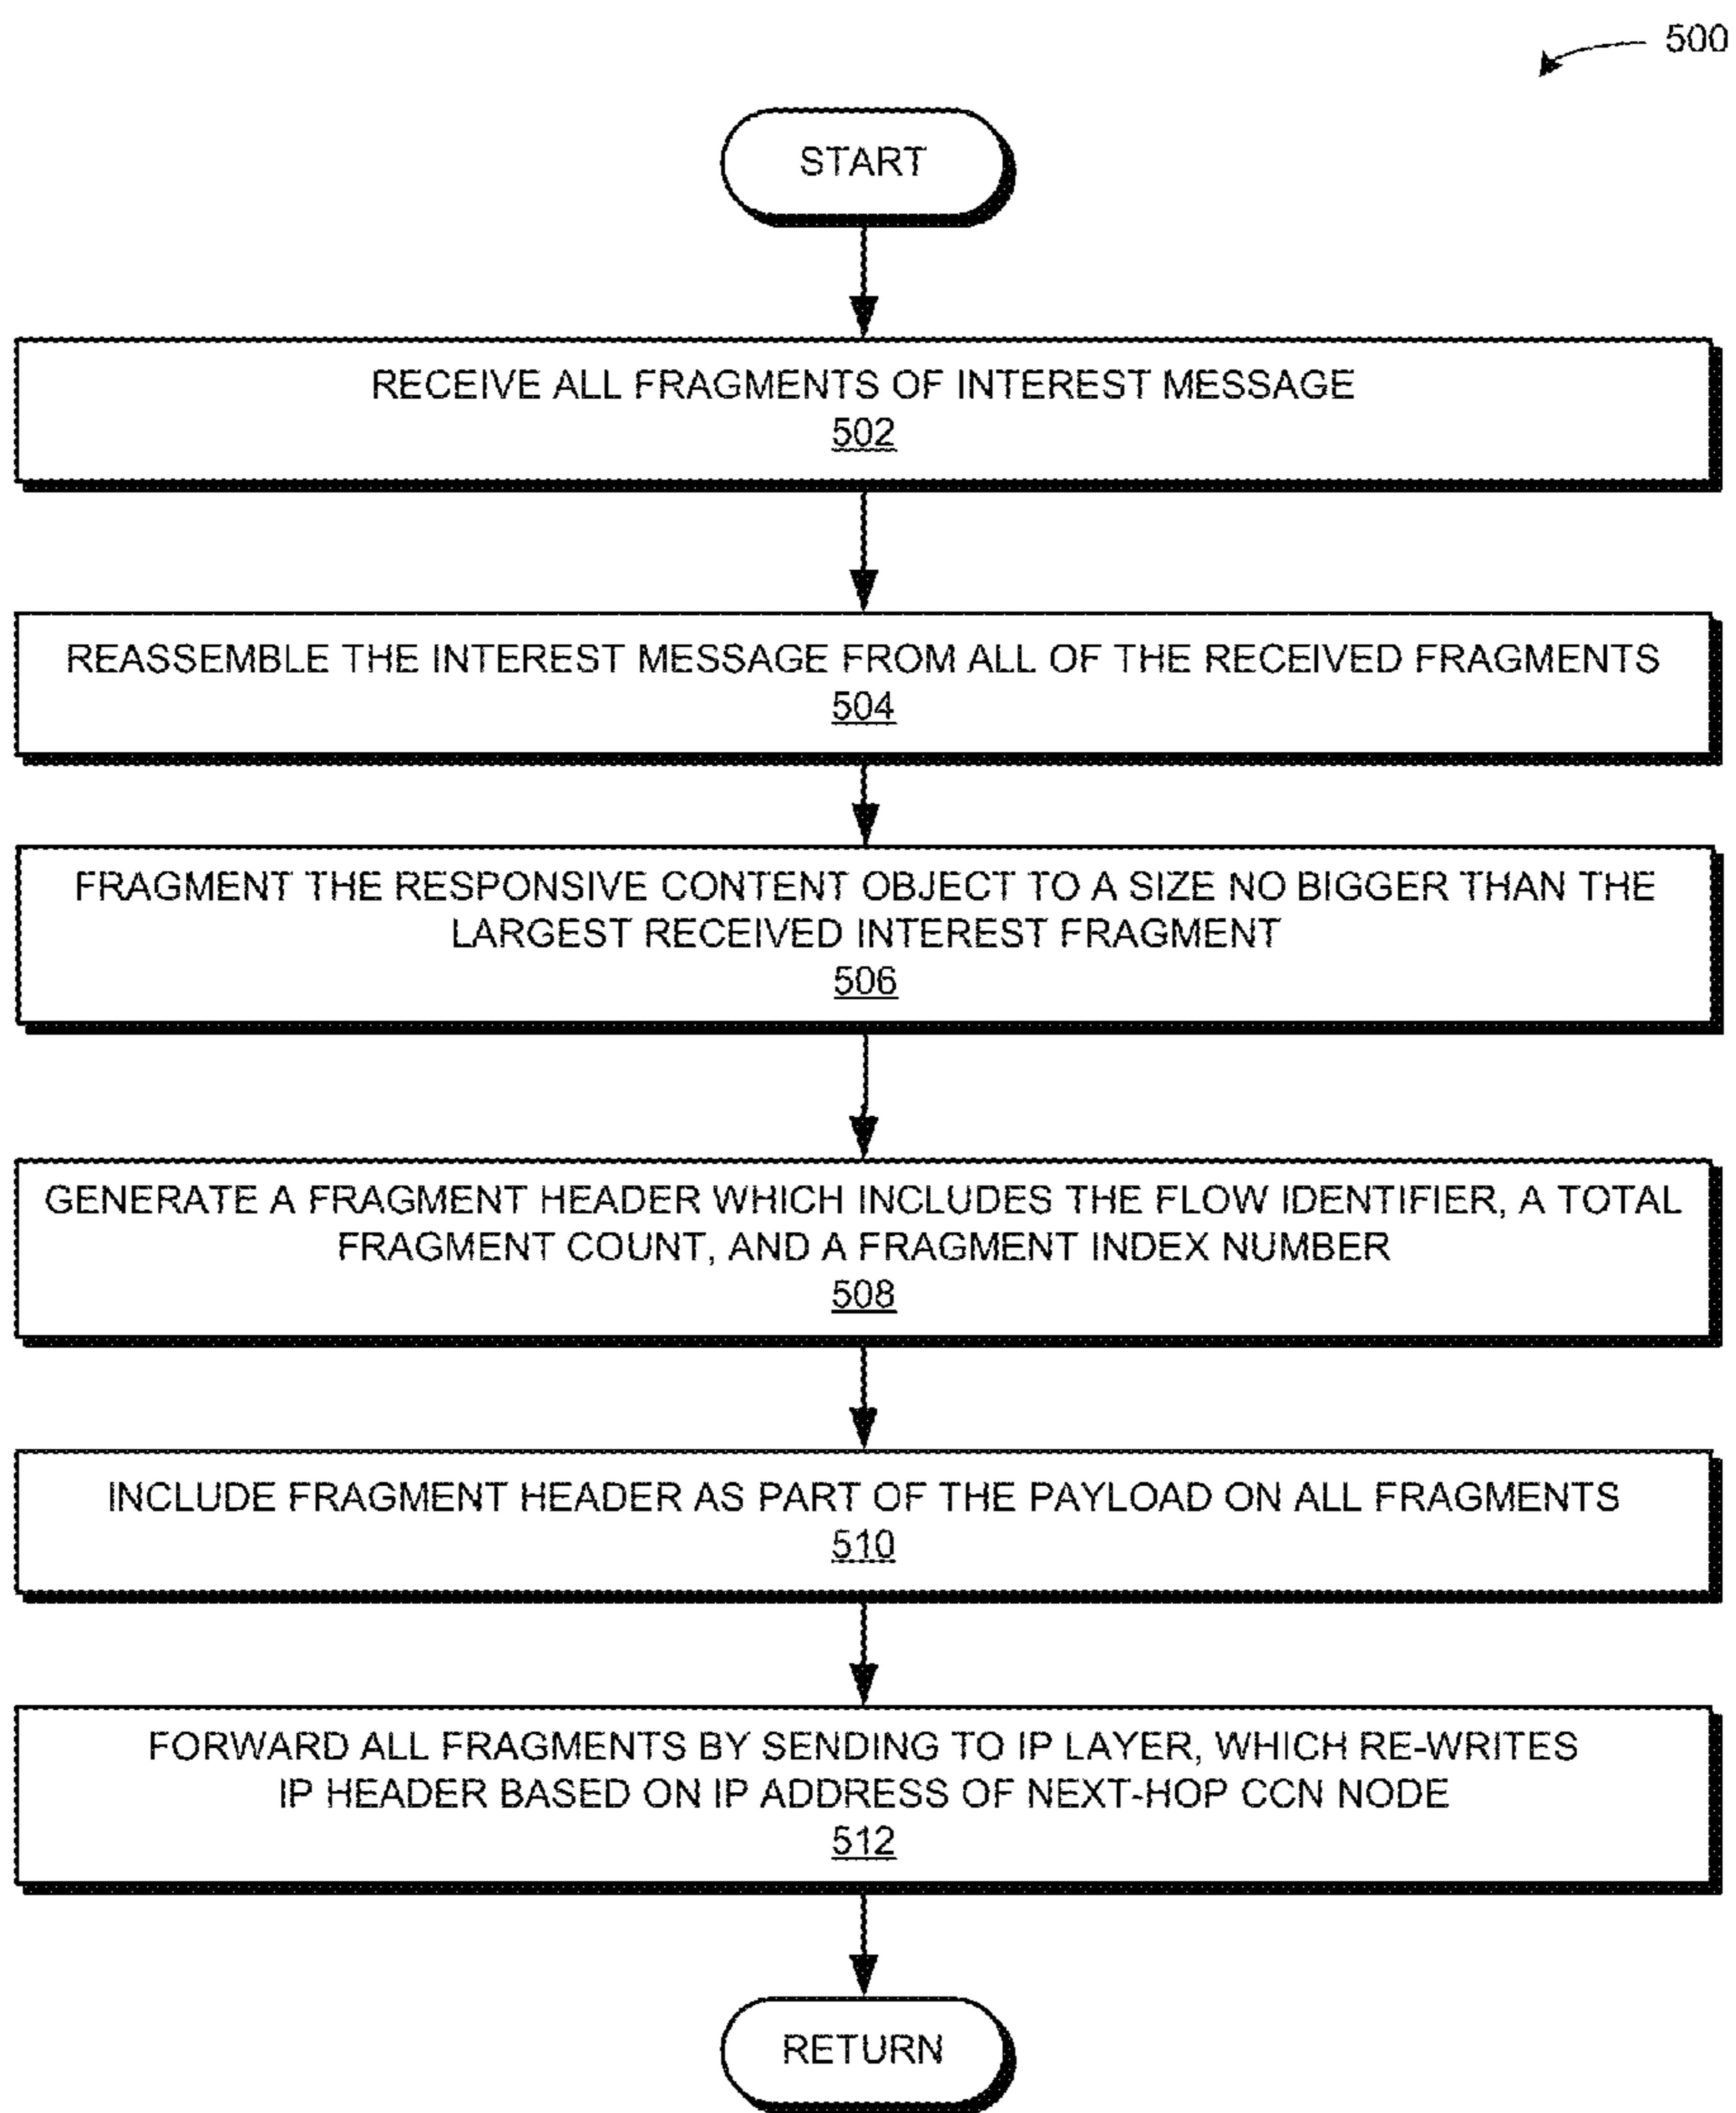 500
START
RECEIVE ALL FRAGMENTS OF INTEREST MESSAGE
502
REASSEMBLE THE INTEREST MESSAGE FROM ALL OF THE RECEIVED FRAGMENTS
504
FRAGMENT THE RESPONSIVE CONTENT OBJECT TO A SIZE NO BIGGER THAN THE
LARGEST RECEIVED INTEREST FRAGMENT
506
GENERATE A FRAGMENT HEADER WHICH INCLUDES THE FLOW IDENTIFIER, A TOTAL
FRAGMENT COUNT, AND A FRAGMENT INDEX NUMBER
508
INCLUDE FRAGMENT HEADER AS PART OF THE PAYLOAD ON ALL FRAGMENTS
510
FORWARD ALL FRAGMENTS BY SENDING TO IP LAYER, WHICH RE-WRITES
IP HEADER BASED ON IP ADDRESS OF NEXT-HOP CCN NODE
512
RETURN